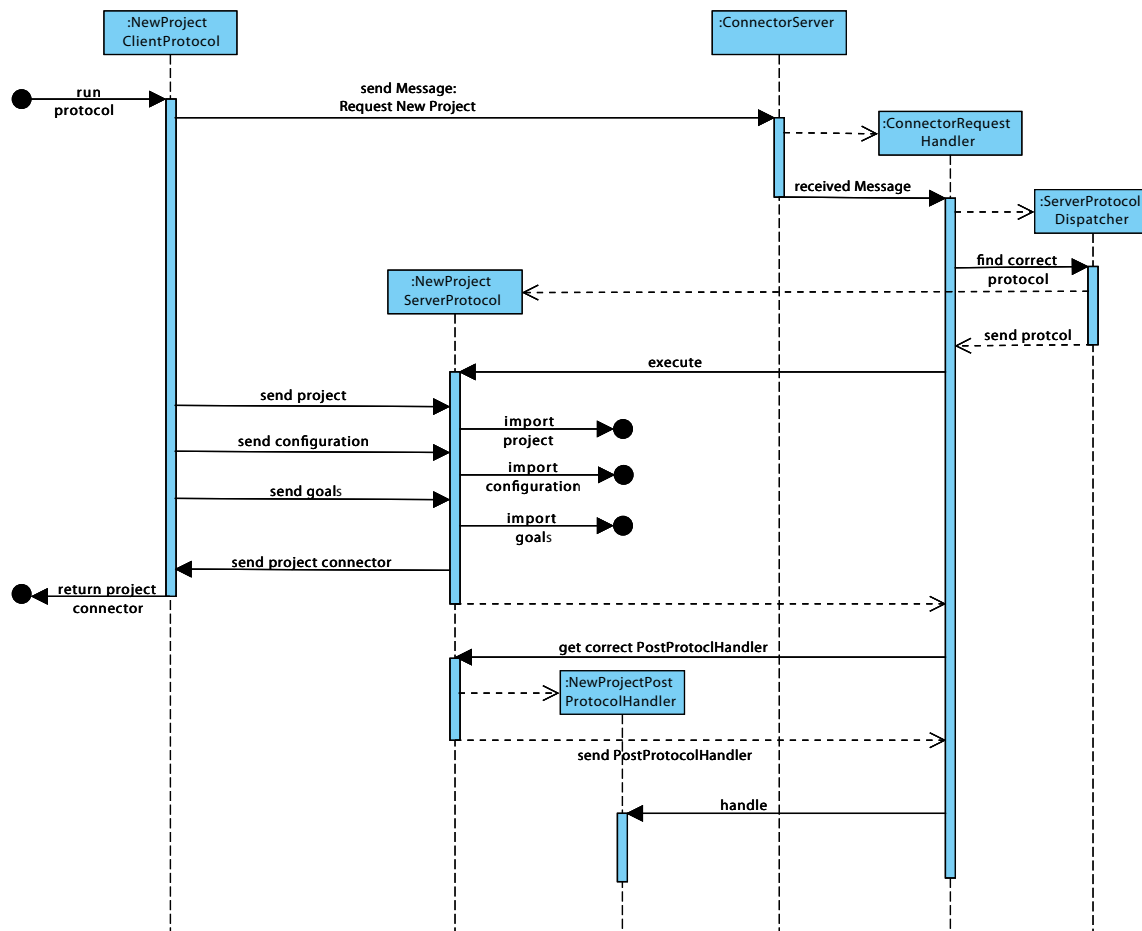 :NewProject
ClientProtocol
:ConnectorServer
run
protocol
send Message:
Request New Project
:ConnectorRequest
Handler
received Message
:ServerProtocol
Dispatcher
find correct
protocol
:NewProject
ServerProtocol
send protcol
execute
send project
import
project
send configuration
import
configuration
send goals
import
goals
send project connector
return project
connector
get correct PostProtoclHandler
:NewProjectPost
ProtocolHandler
send PostProtocolHandler
handle